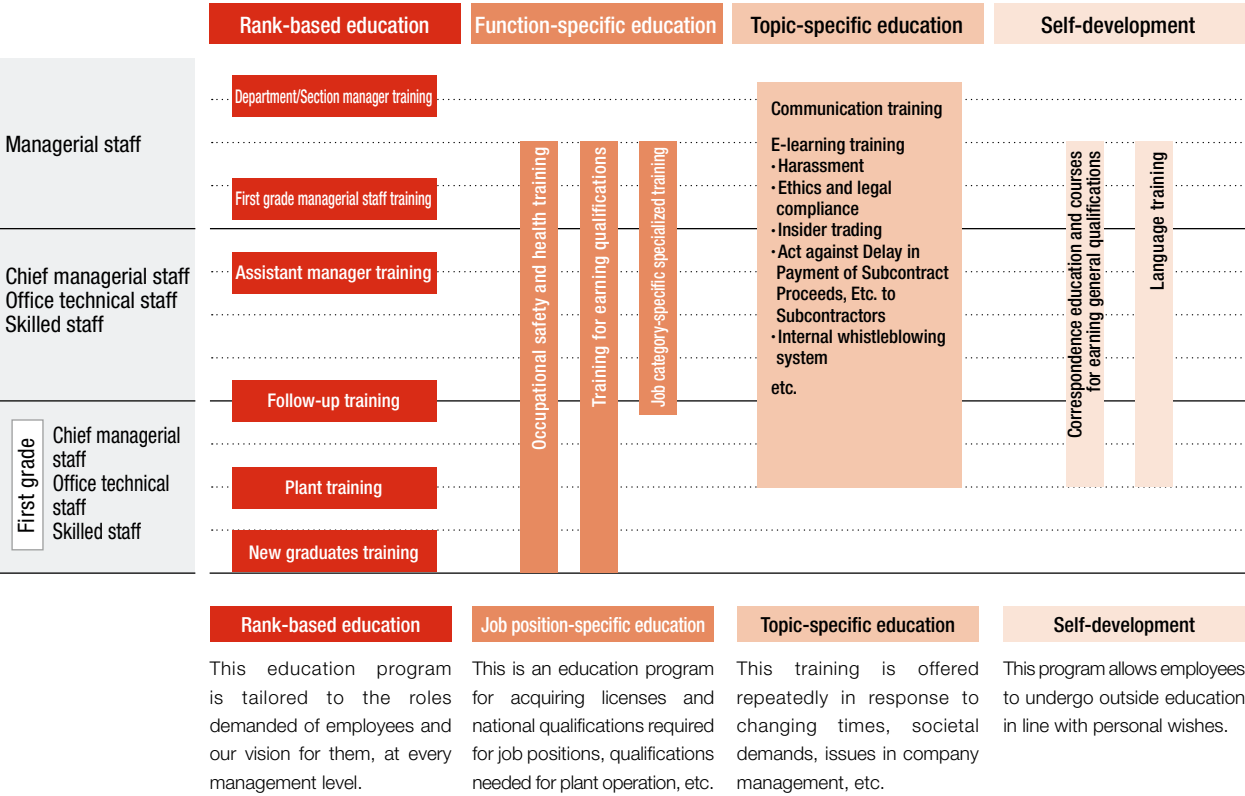 Rank-based education
Function-specific education
Topic-specific education
Self-development
Managerial staff
Chief managerial staff
Office technical staff
Skilled staff
First grade
Chief managerial
staff
Office technical
staff
Skilled staff
Department/Section manager training
First grade managerial staff training
Assistant manager training
Follow-up training
Plant training
New graduates training
Occupational safety and health training
Training for earning qualifications
Job category-specific specialized training
Communication training
E-learning training
・Harassment
・Ethics and legal
compliance
・Insider trading
・Act against Delay in
Payment of Subcontract
Proceeds, Etc. to
Subcontractors
・Internal whistleblowing
system
etc.
Correspondence education and courses
for earning general qualifications
Language training
Rank-based education
This education program
is tailored to the roles
demanded of employees and
our vision for them, at every
management level.
Job position-specific education
This is an education program
for acquiring licenses and
national qualifications required
for job positions, qualifications
needed for plant operation, etc.
Topic-specific education
This training is offered
repeatedly in response to
changing times, societal
demands, issues in company
management, etc.
Self-development
This program allows employees
to undergo outside education
in line with personal wishes.